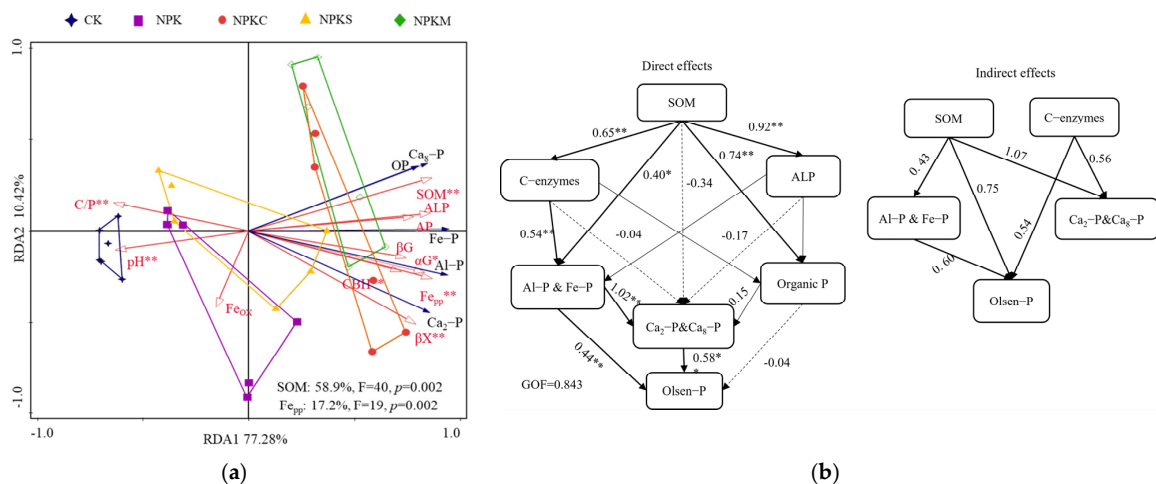 CK NPK NPKC NPKS NPKM
1.0
RDA2 10.42%
-1.0
-1.0
RDA1 77.28%
1.0
Ca₈−P
OP
SOM**
ALP
AP
Fe−P
βG
αG*
Al−P
CBH**
Feₚₚ**
Ca₂−P
βX**
C/P**
pH**
Fe_OX
SOM: 58.9%, F=40, p=0.002
Feₚₚ: 17.2%, F=19, p=0.002
(a)
Direct effects
SOM
0.65**
0.92**
0.40*
-0.34
0.74**
C−enzymes
ALP
0.54**
-0.04
-0.17
Al−P & Fe−P
Organic P
1.02**
0.15
Ca₂−P&Ca₈−P
0.44**
0.58*
*
-0.04
GOF=0.843
Olsen−P
Indirect effects
SOM
C−enzymes
0.43
1.07
0.56
0.75
0.54
Al−P & Fe−P
Ca₂−P&Ca₈−P
0.60
Olsen−P
(b)